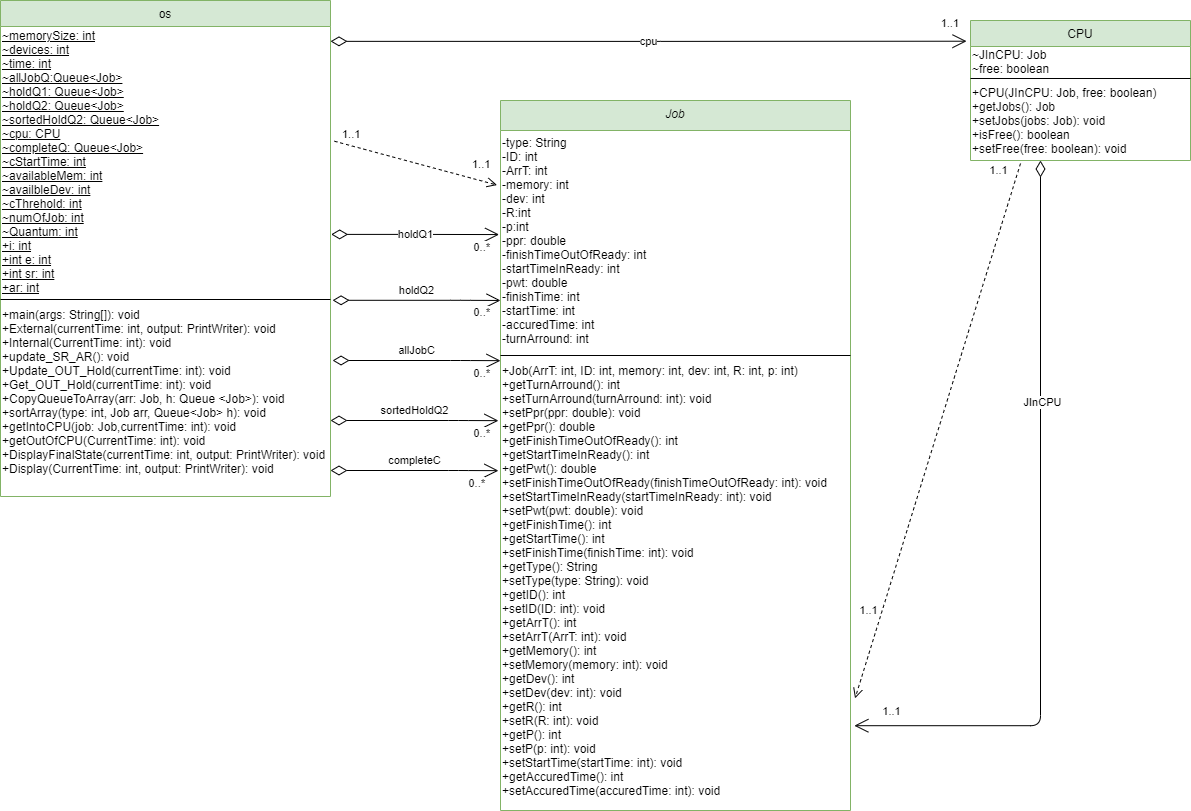 os
~memorySize: int
~devices: int
~time: int
~allJobQ:Queue<Job>
~holdQ1: Queue<Job>
~holdQ2: Queue<Job>
~sortedHoldQ2: Queue<Job>
~cpu: CPU
~completeQ: Queue<Job>
~cStartTime: int
~availableMem: int
~availbleDev: int
~cThrehold: int
~numOfJob: int
~Quantum: int
+i: int
+int e: int
+int sr: int
+ar: int
+main(args: String[]): void
+External(currentTime: int, output: PrintWriter): void
+Internal(CurrentTime: int): void
+update_SR_AR(): void
+Update_OUT_Hold(currentTime: int): void
+Get_OUT_Hold(currentTime: int): void
+CopyQueueToArray(arr: Job, h: Queue <Job>): void
+sortArray(type: int, Job arr, Queue<Job> h): void
+getIntoCPU(job: Job,currentTime: int): void
+getOutOfCPU(CurrentTime: int): void
+DisplayFinalState(currentTime: int, output: PrintWriter): void
+Display(CurrentTime: int, output: PrintWriter): void
cpu
1..1
1..1
1..1
holdQ1
0..*
holdQ2
0..*
allJobC
0..*
sortedHoldQ2
0..*
completeC
0..*
Job
-type: String
-ID: int
-ArrT: int
-memory: int
-dev: int
-R:int
-p:int
-ppr: double
-finishTimeOutOfReady: int
-startTimeInReady: int
-pwt: double
-finishTime: int
-startTime: int
-accuredTime: int
-turnArround: int
+Job(ArrT: int, ID: int, memory: int, dev: int, R: int, p: int)
+getTurnArround(): int
+setTurnArround(turnArround: int): void
+setPpr(ppr: double): void
+getPpr(): double
+getFinishTimeOutOfReady(): int
+getStartTimeInReady(): int
+getPwt(): double
+setFinishTimeOutOfReady(finishTimeOutOfReady: int): void
+setStartTimeInReady(startTimeInReady: int): void
+setPwt(pwt: double): void
+getFinishTime(): int
+getStartTime(): int
+setFinishTime(finishTime: int): void
+getType(): String
+setType(type: String): void
+getID(): int
+setID(ID: int): void
+getArrT(): int
+setArrT(ArrT: int): void
+getMemory(): int
+setMemory(memory: int): void
+getDev(): int
+setDev(dev: int): void
+getR(): int
+setR(R: int): void
+getP(): int
+setP(p: int): void
+setStartTime(startTime: int): void
+getAccuredTime(): int
+setAccuredTime(accuredTime: int): void
CPU
~JInCPU: Job
~free: boolean
+CPU(JInCPU: Job, free: boolean)
+getJobs(): Job
+setJobs(jobs: Job): void
+isFree(): boolean
+setFree(free: boolean): void
1..1
JInCPU
1..1
1..1